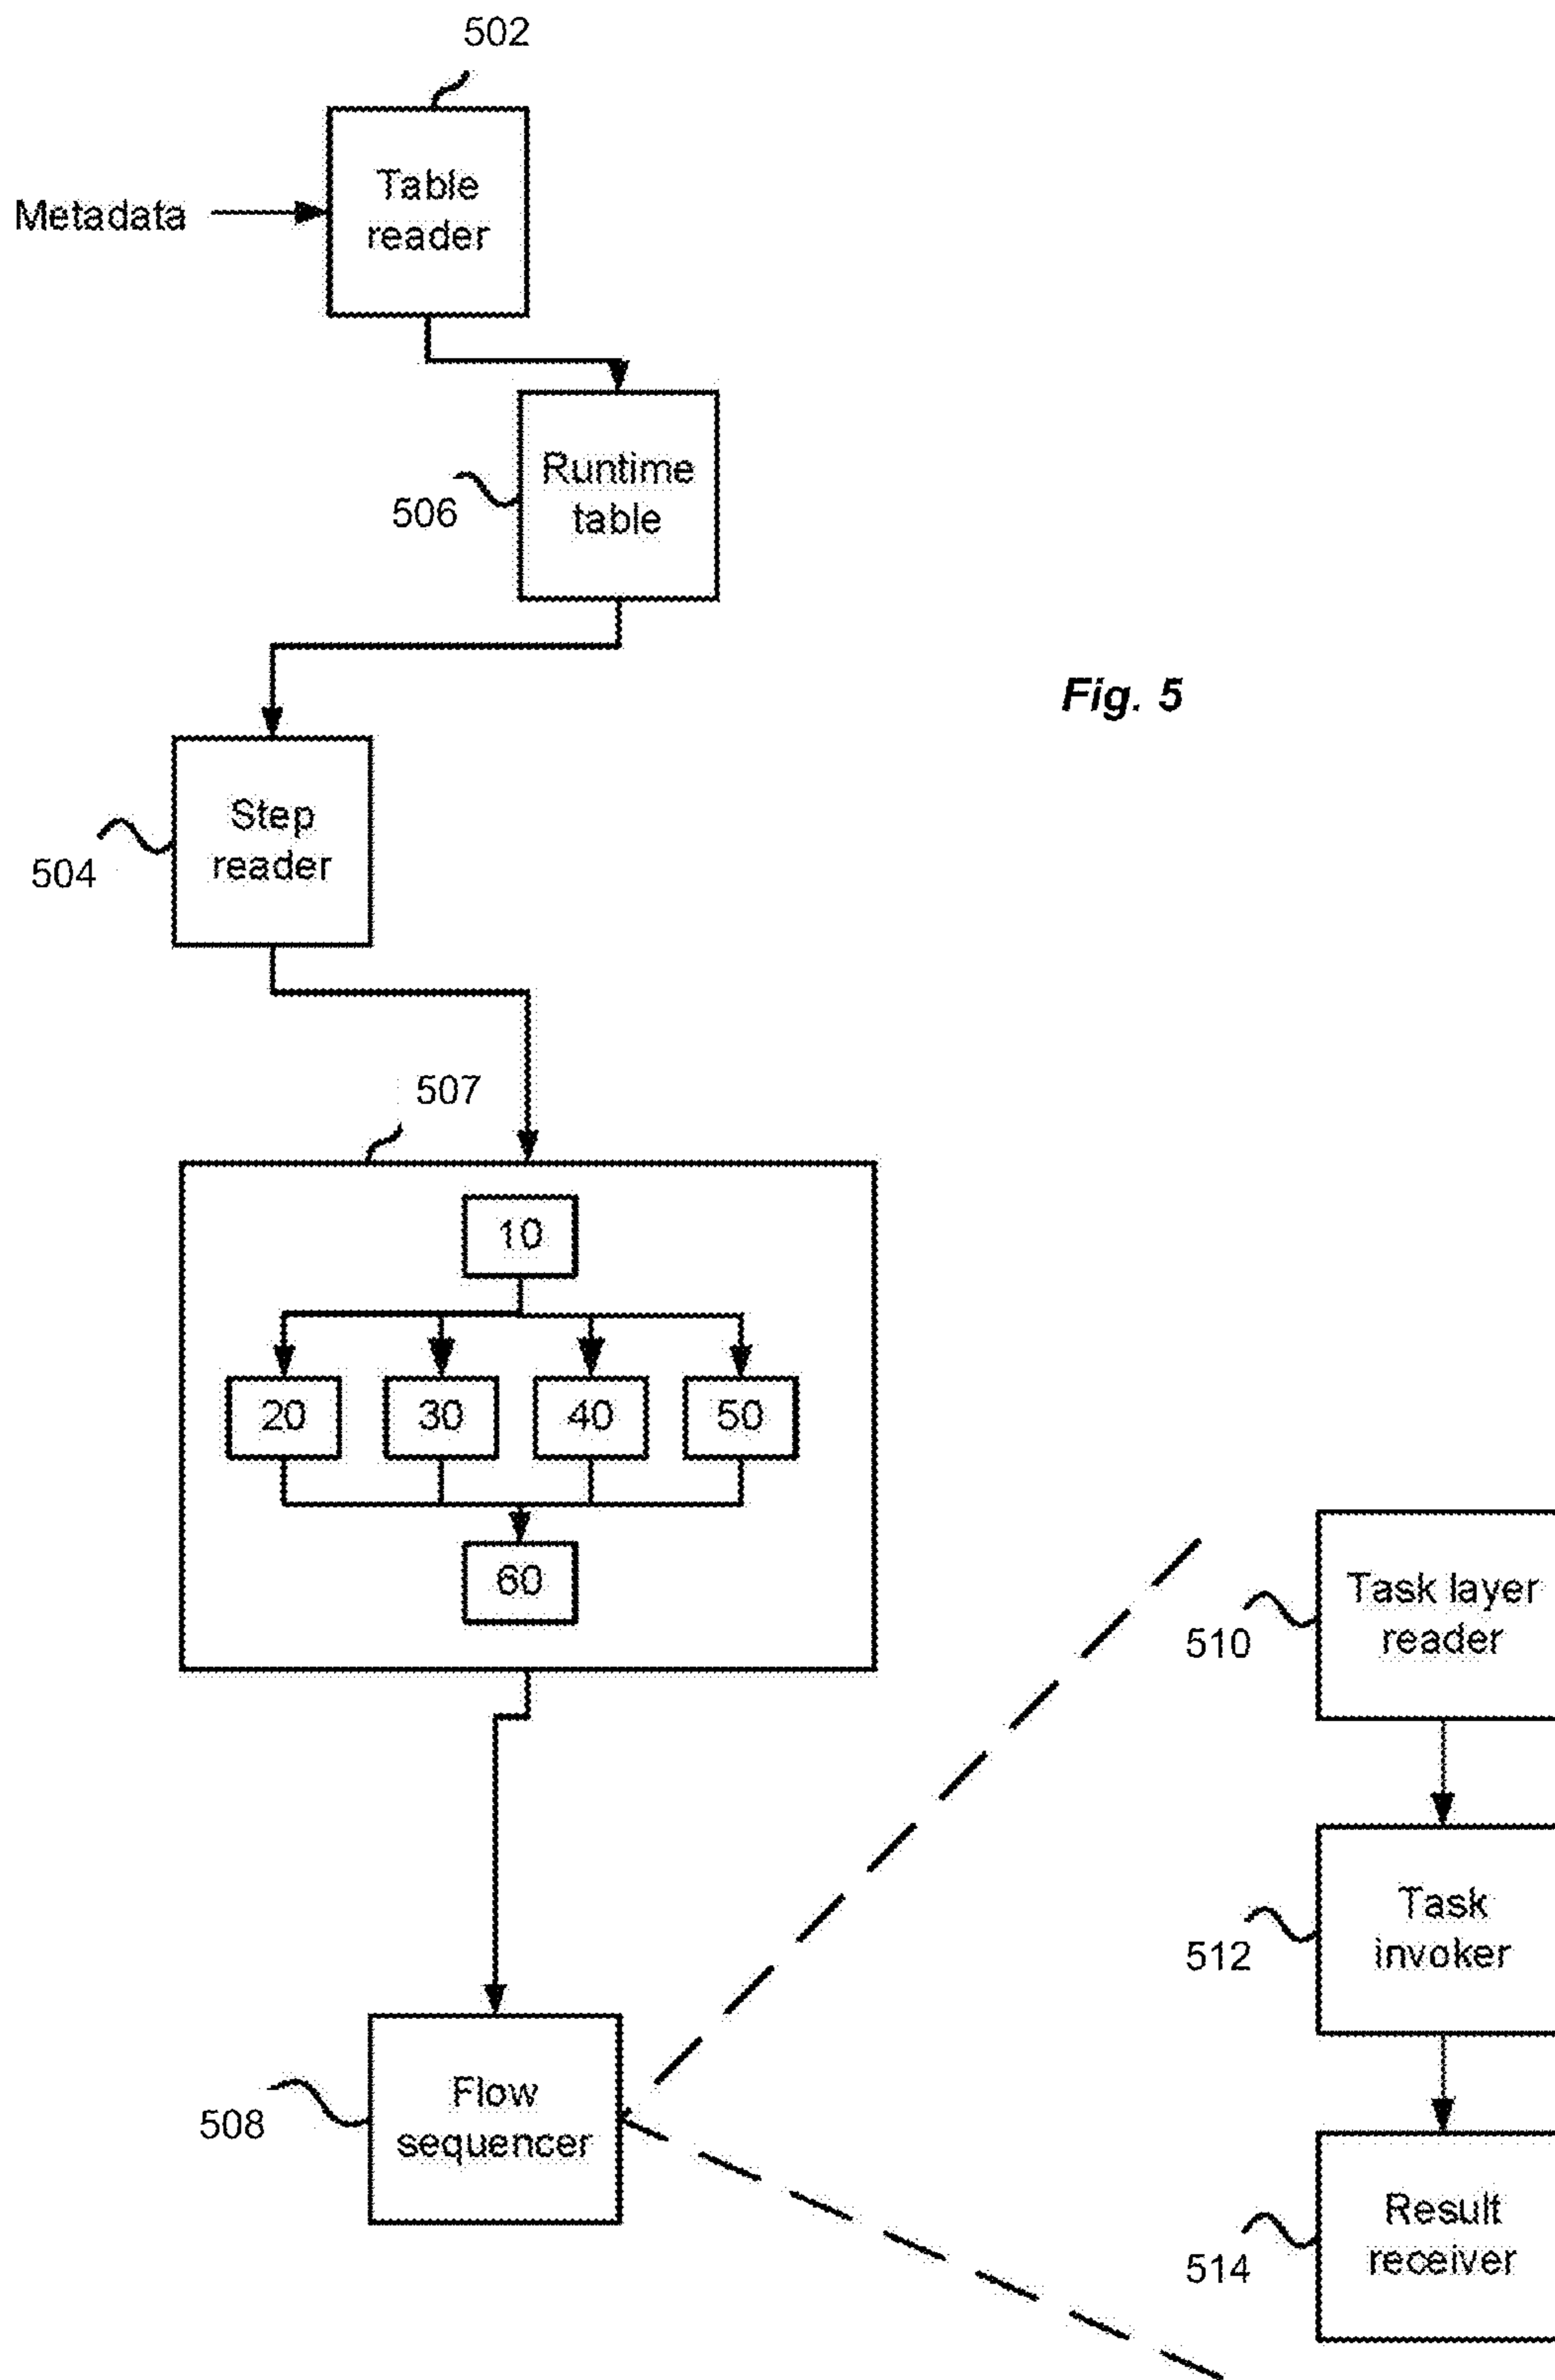 502
Table
reader
Metadata
Runtime
table
506
Fig. 5
Step
reader
504
507
10
20 30 40 50
60
Task layer
reader
510
Task
invoker
512
Flow
sequencer
508
Result
receiver
514